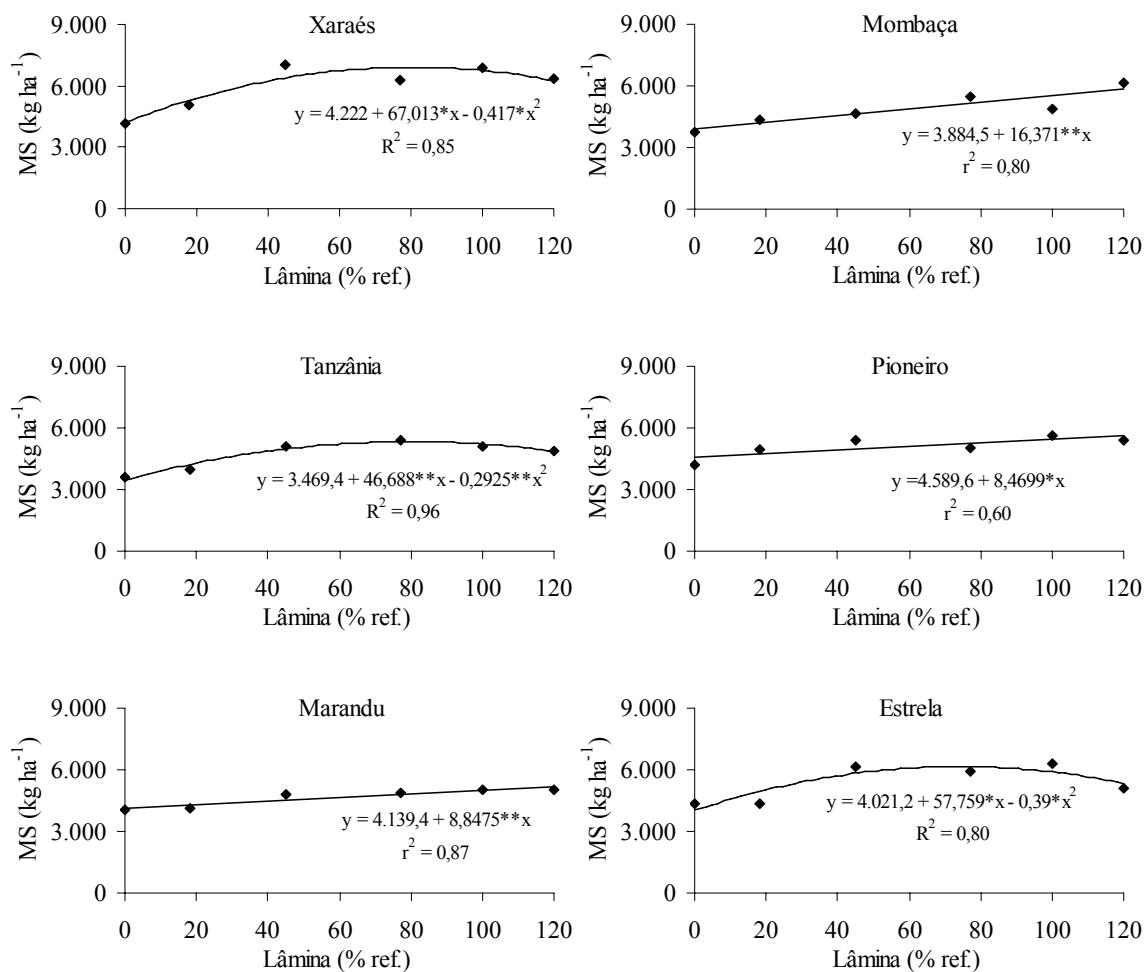 Xaraés
9.000
6.000
3.000
0
MS (kg ha-1)
y = 4.222 + 67,013*x - 0,417*x2
R2 = 0,85
0 20 40 60 80 100 120
Lâmina (% ref.)
Mombaça
9.000
6.000
3.000
0
MS (kg ha-1)
y = 3.884,5 + 16,371**x
r2 = 0,80
0 20 40 60 80 100 120
Lâmina (% ref.)
Tanzânia
9.000
6.000
3.000
0
MS (kg ha-1)
y = 3.469,4 + 46,688**x - 0,2925**x2
R2 = 0,96
0 20 40 60 80 100 120
Lâmina (% ref.)
Pioneiro
9.000
6.000
3.000
0
MS (kg ha-1)
y =4.589,6 + 8,4699*x
r2 = 0,60
0 20 40 60 80 100 120
Lâmina (% ref.)
Marandu
9.000
6.000
3.000
0
MS (kg ha-1)
y = 4.139,4 + 8,8475**x
r2 = 0,87
0 20 40 60 80 100 120
Lâmina (% ref.)
Estrela
9.000
6.000
3.000
0
MS (kg ha-1)
y = 4.021,2 + 57,759*x - 0,39*x2
R2 = 0,80
0 20 40 60 80 100 120
Lâmina (% ref.)